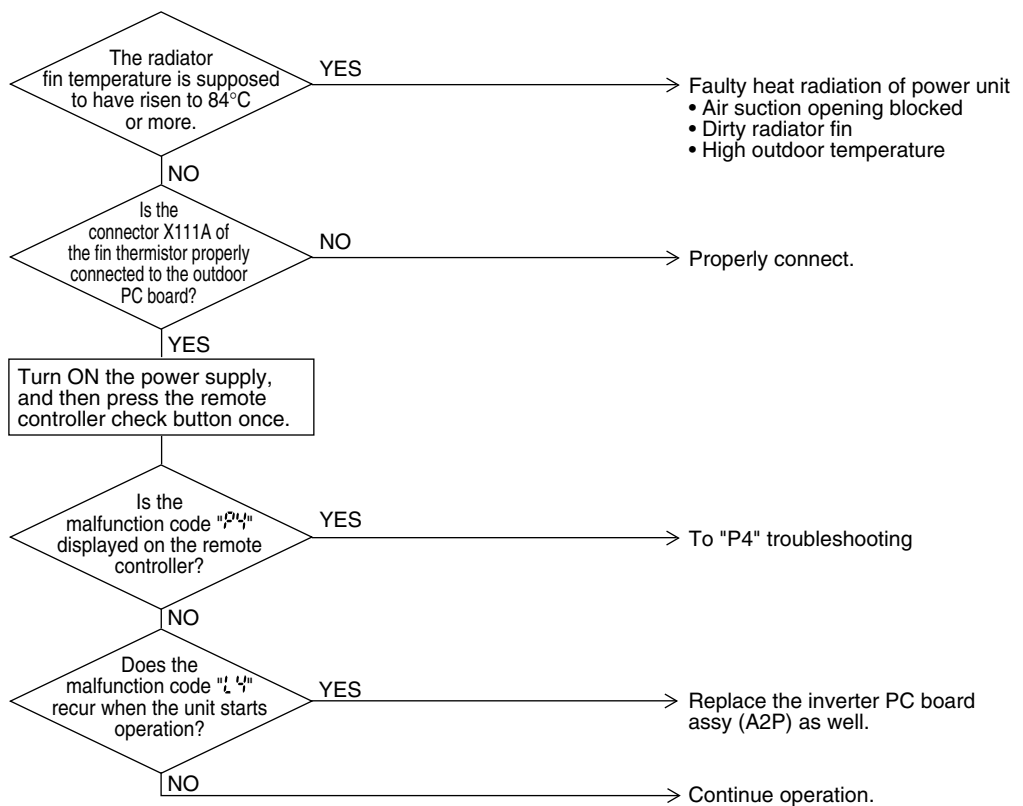 The radiator
fin temperature is supposed
to have risen to 84°C
or more.
YES
Faulty heat radiation of power unit
• Air suction opening blocked
• Dirty radiator fin
• High outdoor temperature
NO
Is the
connector X111A of
the fin thermistor properly
connected to the outdoor
PC board?
NO
Properly connect.
YES
Turn ON the power supply,
and then press the remote
controller check button once.
Is the
malfunction code "P4"
displayed on the remote
controller?
YES
To "P4" troubleshooting
NO
Does the
malfunction code "L4"
recur when the unit starts
operation?
YES
Replace the inverter PC board
assy (A2P) as well.
NO
Continue operation.